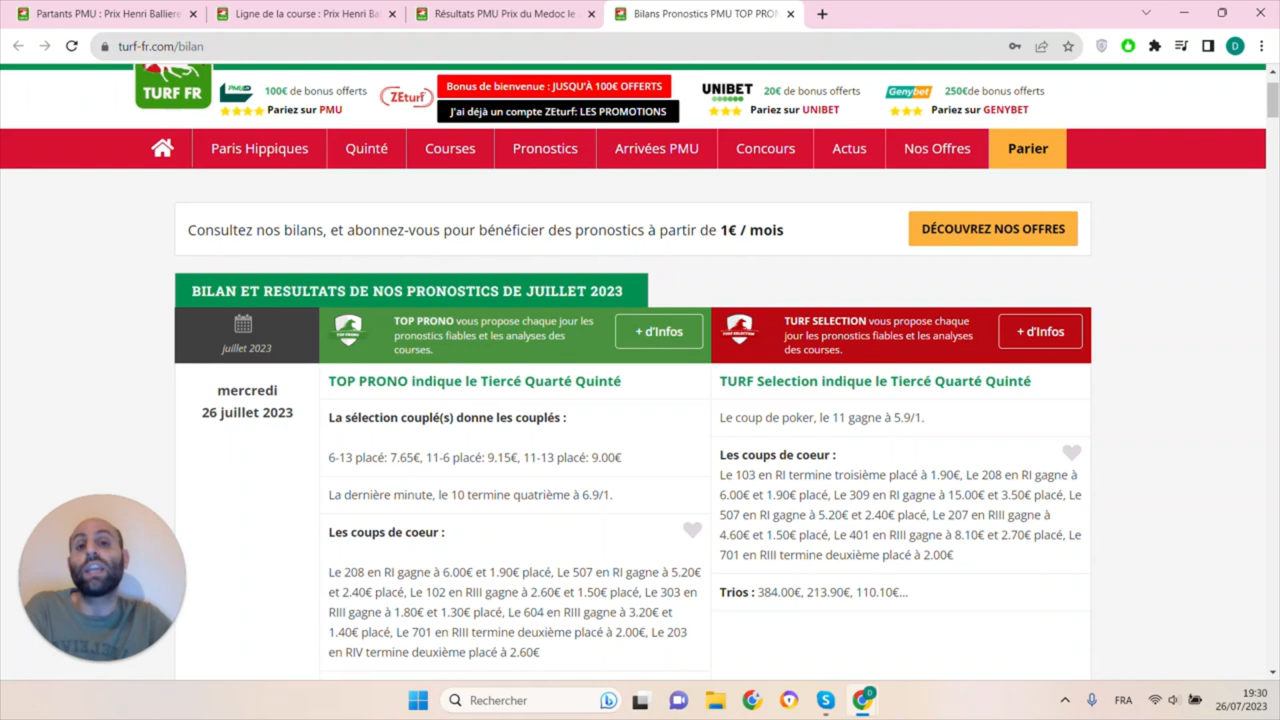 Partants PMU : Prix Henri Balliere
Ligne de la course : Prix Henri Ba
Résultats PMU Prix du Medoc le
Bilans Pronostics PMU TOP PRON
turf-fr.com/bilan
D
TURF FR
PMU
100€ de bonus offerts
Pariez sur PMU
ZEturf
Bonus de bienvenue : JUSQU'À 100€ OFFERTS
J'ai déjà un compte ZEturf: LES PROMOTIONS
UNIBET
20€ de bonus offerts
Pariez sur UNIBET
Genybet
250€de bonus offerts
Pariez sur GENYBET
Paris Hippiques
Quinté
Courses
Pronostics
Arrivées PMU
Concours
Actus
Nos Offres
Parier
Consultez nos bilans, et abonnez-vous pour bénéficier des pronostics à partir de 1€ / mois
DÉCOUVREZ NOS OFFRES
BILAN ET RESULTATS DE NOS PRONOSTICS DE JUILLET 2023
juillet 2023
TOP PRONO
TOP PRONO vous propose chaque jour les
pronostics fiables et les analyses des
courses.
+ d'Infos
TURF SELECTION
TURF SELECTION vous propose chaque
jour les pronostics fiables et les analyses
des courses.
+ d'Infos
mercredi
26 juillet 2023
TOP PRONO indique le Tiercé Quarté Quinté
La sélection couplé(s) donne les couplés :
6-13 placé: 7.65€, 11-6 placé: 9.15€, 11-13 placé: 9.00€
La dernière minute, le 10 termine quatrième à 6.9/1.
Les coups de coeur :
Le 208 en RI gagne à 6.00€ et 1.90€ placé, Le 507 en RI gagne à 5.20€
et 2.40€ placé, Le 102 en RIII gagne à 2.60€ et 1.50€ placé, Le 303 en
RIII gagne à 1.80€ et 1.30€ placé, Le 604 en RIII gagne à 3.20€ et
1.40€ placé, Le 701 en RIII termine deuxième placé à 2.00€, Le 203
en RIV termine deuxième placé à 2.60€
TURF Selection indique le Tiercé Quarté Quinté
Le coup de poker, le 11 gagne à 5.9/1.
Les coups de coeur :
Le 103 en RI termine troisième placé à 1.90€, Le 208 en RI gagne à
6.00€ et 1.90€ placé, Le 309 en RI gagne à 15.00€ et 3.50€ placé, Le
507 en RI gagne à 5.20€ et 2.40€ placé, Le 207 en RIII gagne à
4.60€ et 1.50€ placé, Le 401 en RIII gagne à 8.10€ et 2.70€ placé, Le
701 en RIII termine deuxième placé à 2.00€
Trios : 384.00€, 213.90€, 110.10€...
Rechercher
D
FRA
19:30
26/07/2023